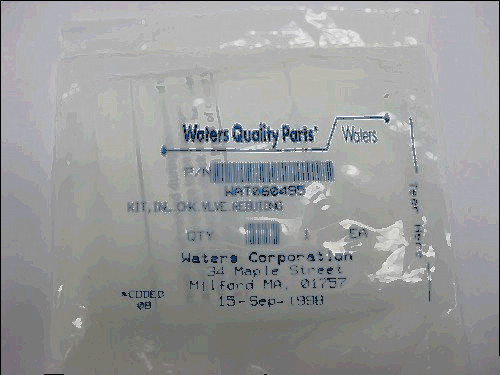 Waters Quality Parts
Waters
P/N
WAT060495
KIT,INL.CHK.VLVE.REBUIDNG
QTY 1 EA
Waters Corporation
34 Maple Street
Milford MA, 01757
15-Sep-1998
*CODED
08
Tear Here